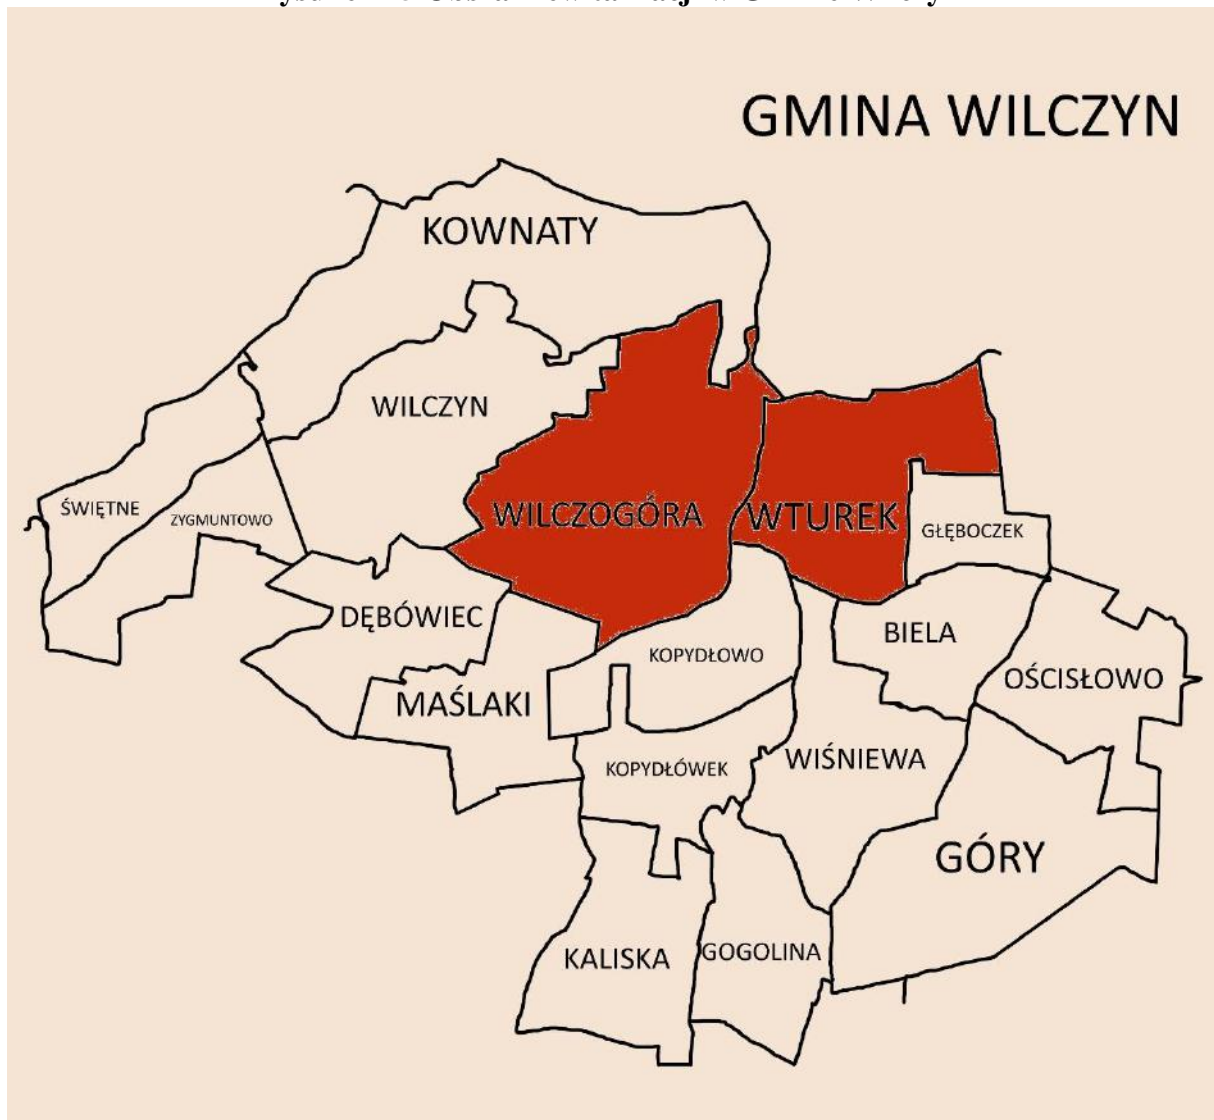 GMINA WILCZYN
KOWNATY
WILCZYN
ŚWIĘTNE
ZYGMUNTOWO
WILCZOGÓRA
WTUREK
GŁĘBOCZEK
DĘBÓWIEC
BIELA
KOPYDŁOWO
OŚCISŁOWO
MAŚLAKI
KOPYDŁÓWEK
WIŚNIEWA
GÓRY
KALISKA
GOGOLINA